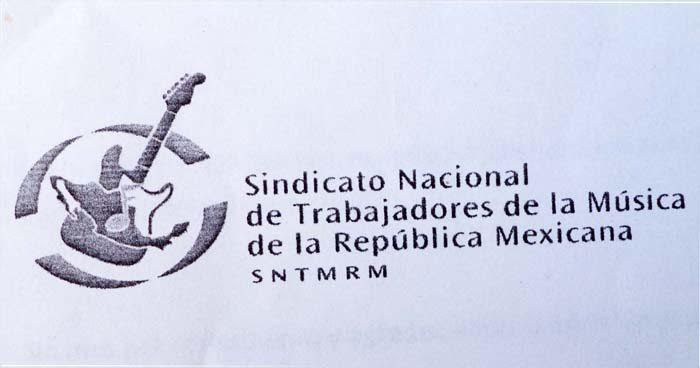 Sindicato Nacional
de Trabajadores de la Música
de la República Mexicana
SNTMRM